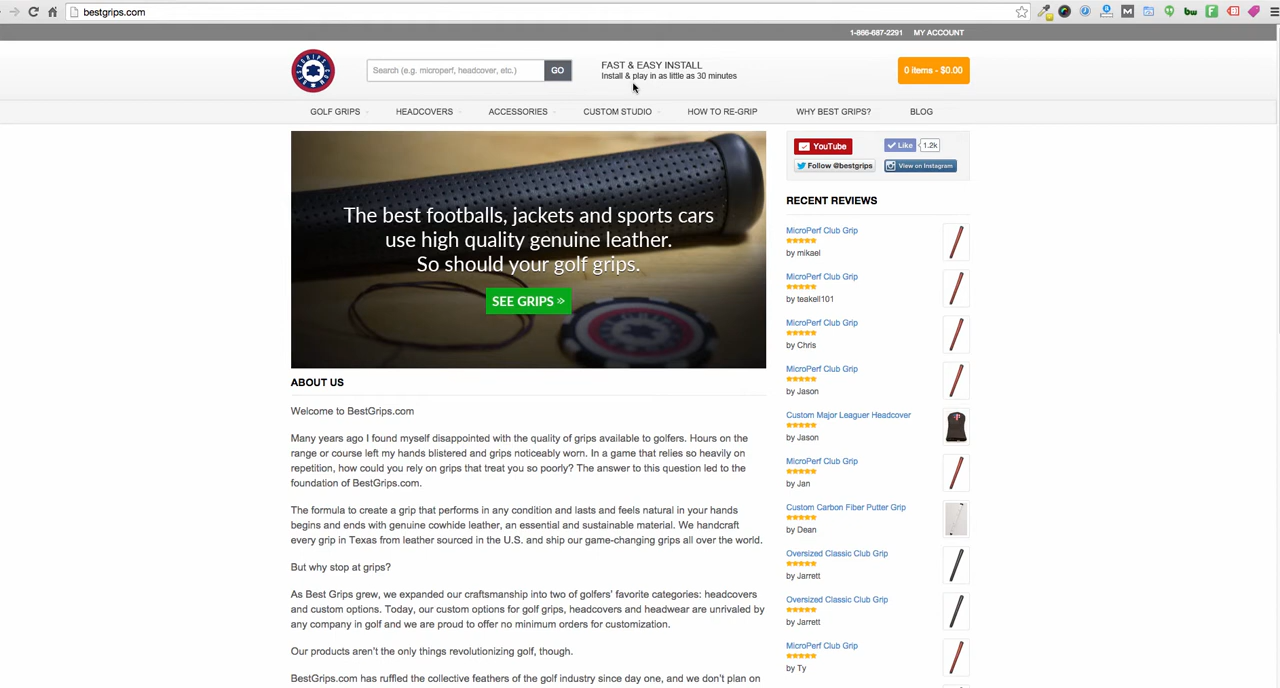 bestgrips.com
1-866-687-2291 MY ACCOUNT
BESTGRIPS.COM
Search (e.g. microperf, headcover, etc.) GO
FAST & EASY INSTALL
Install & play in as little as 30 minutes
0 items - $0.00
GOLF GRIPS HEADCOVERS ACCESSORIES CUSTOM STUDIO HOW TO RE-GRIP WHY BEST GRIPS? BLOG
The best footballs, jackets and sports cars
use high quality genuine leather.
So should your golf grips.
SEE GRIPS »
ABOUT US
Welcome to BestGrips.com
Many years ago I found myself disappointed with the quality of grips available to golfers. Hours on the
range or course left my hands blistered and grips noticeably worn. In a game that relies so heavily on
repetition, how could you rely on grips that treat you so poorly? The answer to this question led to the
foundation of BestGrips.com.
The formula to create a grip that performs in any condition and lasts and feels natural in your hands
begins and ends with genuine cowhide leather, an essential and sustainable material. We handcraft
every grip in Texas from leather sourced in the U.S. and ship our game-changing grips all over the world.
But why stop at grips?
As Best Grips grew, we expanded our craftsmanship into two of golfers' favorite categories: headcovers
and custom options. Today, our custom options for golf grips, headcovers and headwear are unrivaled by
any company in golf and we are proud to offer no minimum orders for customization.
Our products aren't the only things revolutionizing golf, though.
BestGrips.com has ruffled the collective feathers of the golf industry since day one, and we don't plan on
YouTube Like 1.2k
Follow @bestgrips View on Instagram
RECENT REVIEWS
MicroPerf Club Grip
by mikael
MicroPerf Club Grip
by teakell101
MicroPerf Club Grip
by Chris
MicroPerf Club Grip
by Jason
Custom Major Leaguer Headcover
by Jason
MicroPerf Club Grip
by Jan
Custom Carbon Fiber Putter Grip
by Dean
Oversized Classic Club Grip
by Jarrett
Oversized Classic Club Grip
by Jarrett
MicroPerf Club Grip
by Ty